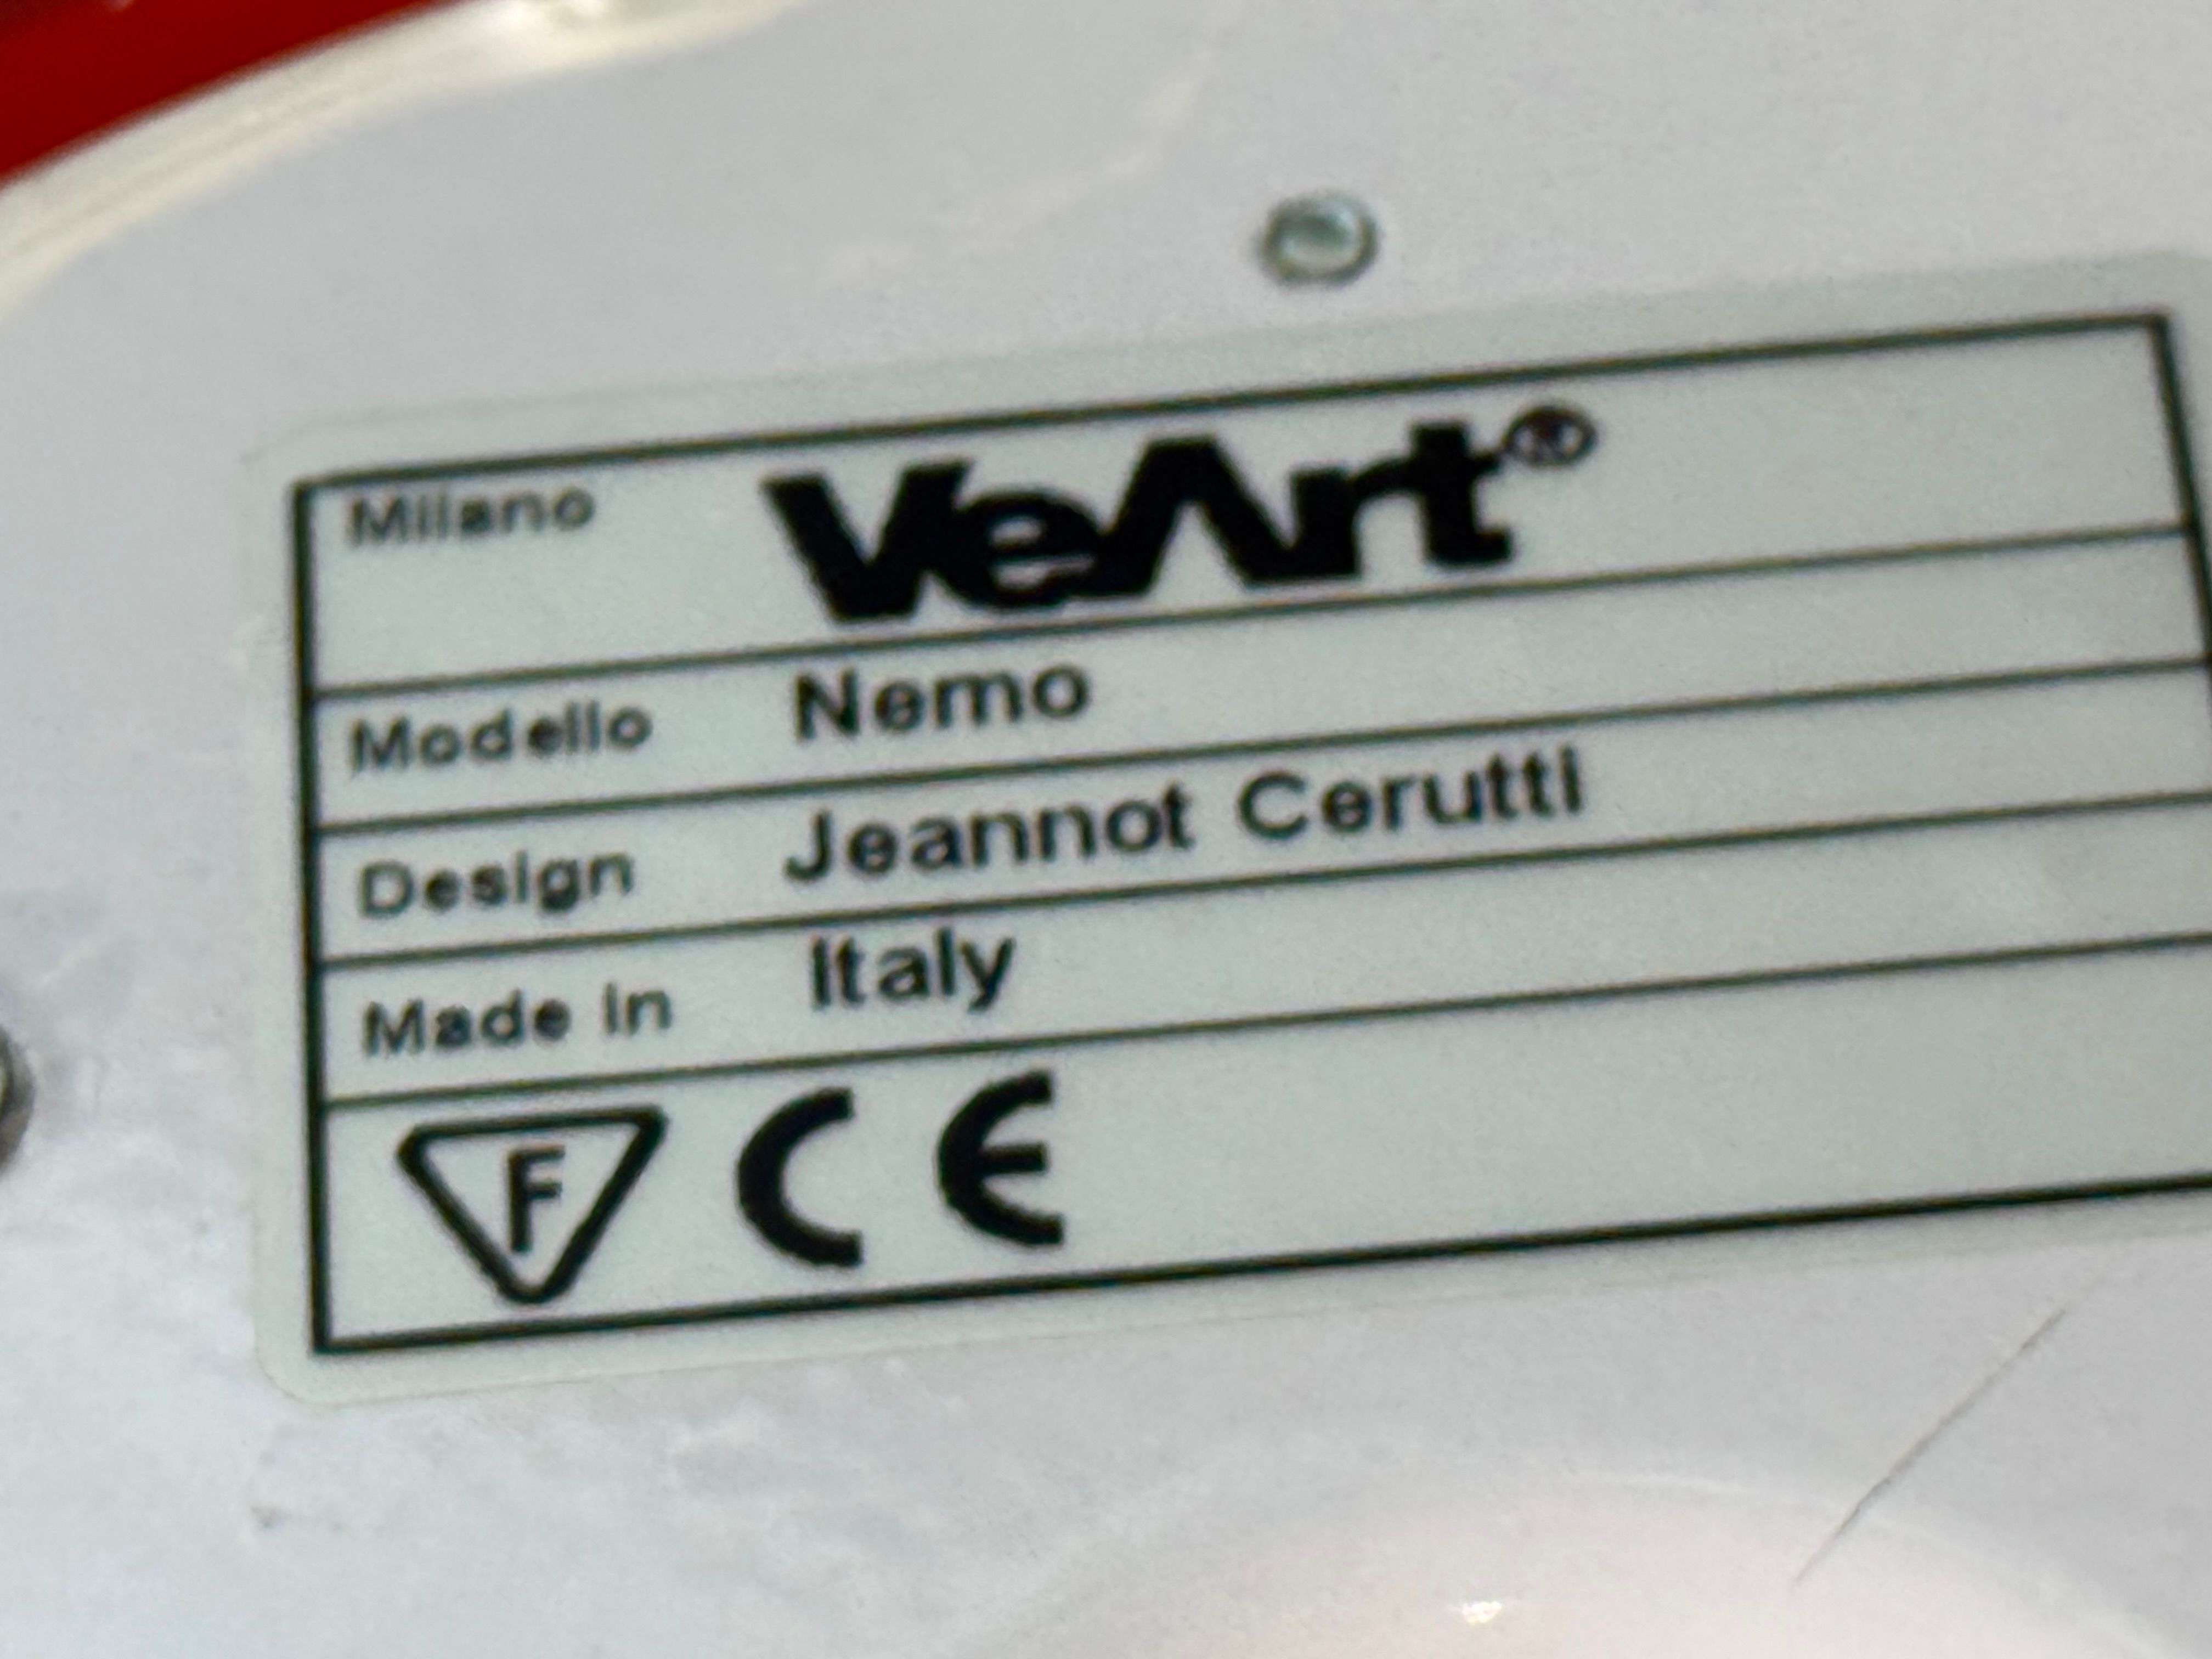 Milano VeArt®
Modello Nemo
Design Jeannot Cerutti
Made in Italy
F CE